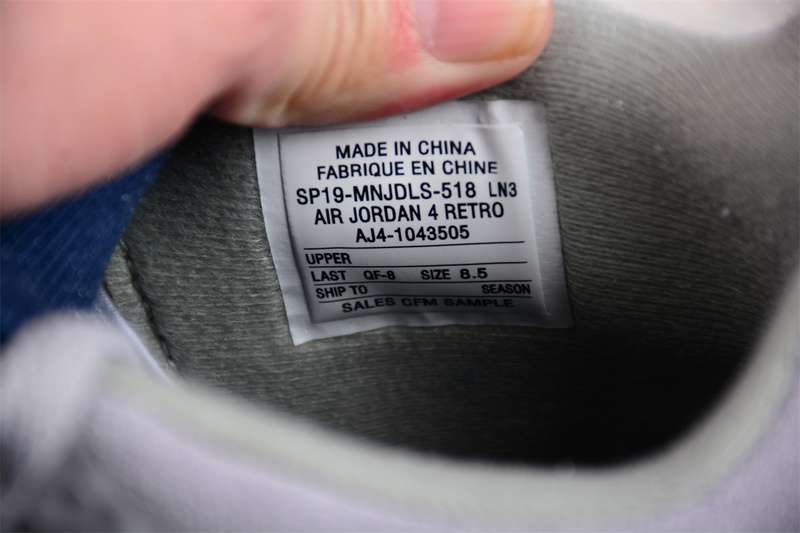 MADE IN CHINA
FABRIQUE EN CHINE
SP19-MNJDLS-518 LN3
AIR JORDAN 4 RETRO
AJ4-1043505
UPPER
LAST QF-8 SIZE 8.5
SHIP TO SEASON
SALES CFM SAMPLE